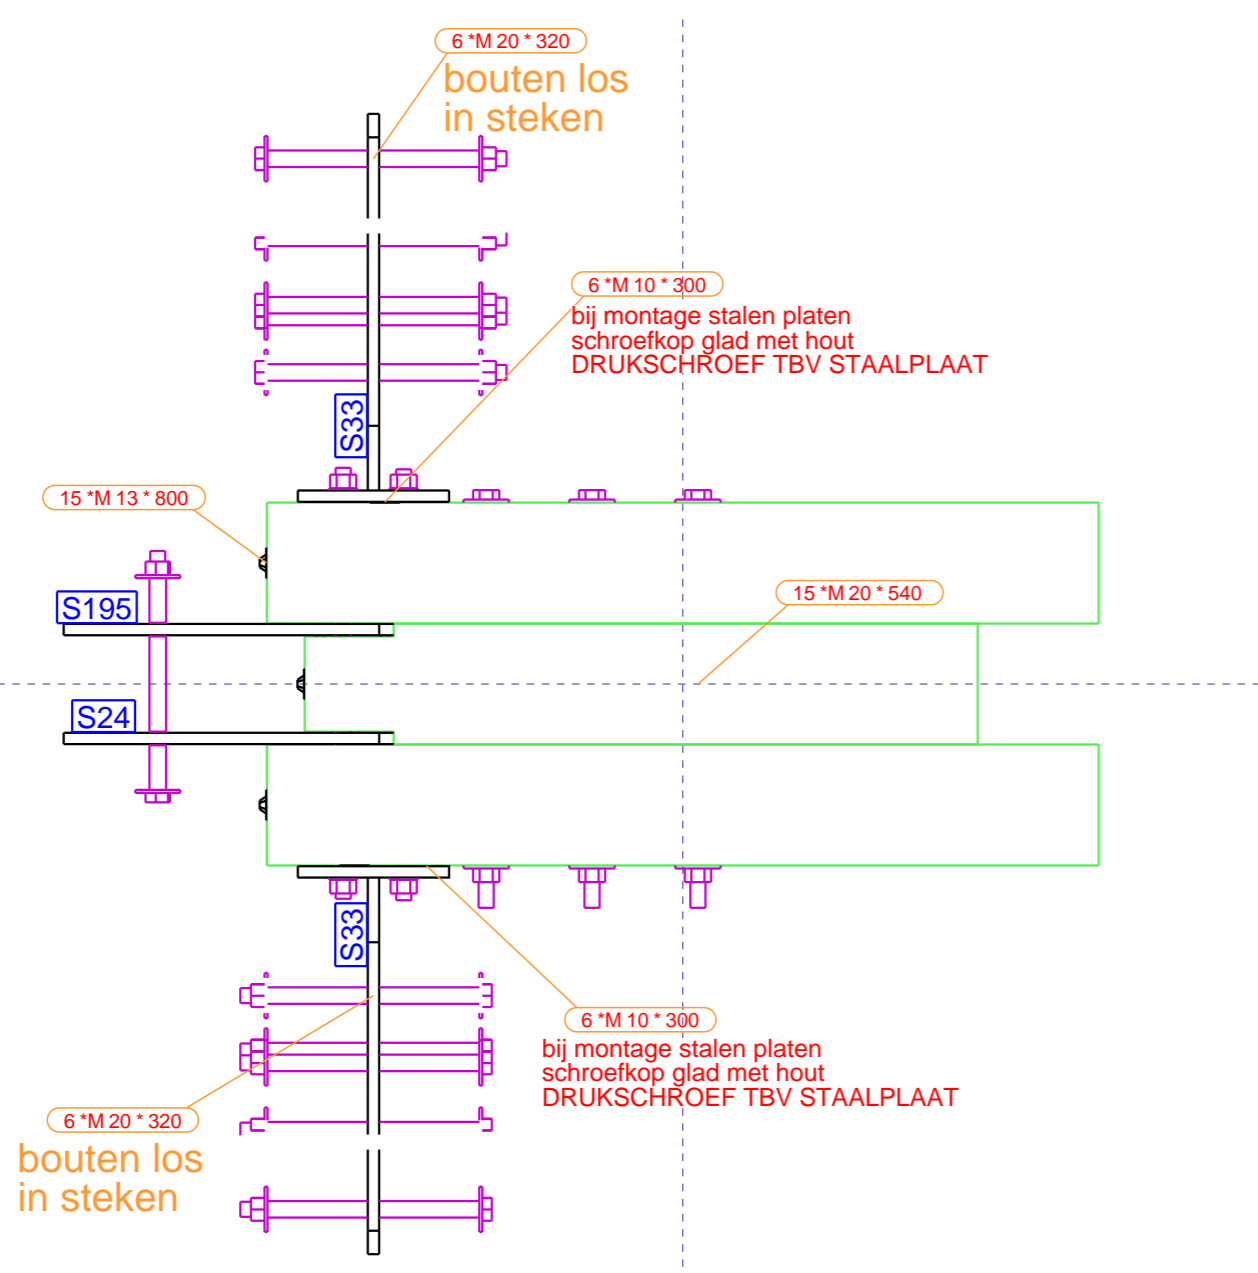 6 *M 20 * 320
bouten los
in steken
6 *M 10 * 300
bij montage stalen platen
schroefkop glad met hout
DRUKSCHROEF TBV STAALPLAAT
S33
15 *M 13 * 800
S195
15 *M 20 * 540
S24
S33
6 *M 10 * 300
bij montage stalen platen
schroefkop glad met hout
DRUKSCHROEF TBV STAALPLAAT
6 *M 20 * 320
bouten los
in steken